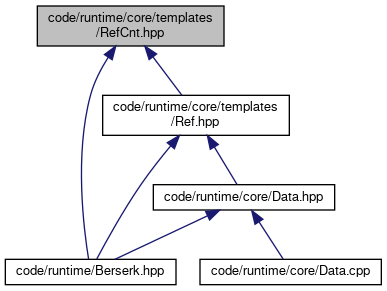 code/runtime/core/templates
/RefCnt.hpp
code/runtime/core/templates
/Ref.hpp
code/runtime/core/Data.hpp
code/runtime/Berserk.hpp
code/runtime/core/Data.cpp